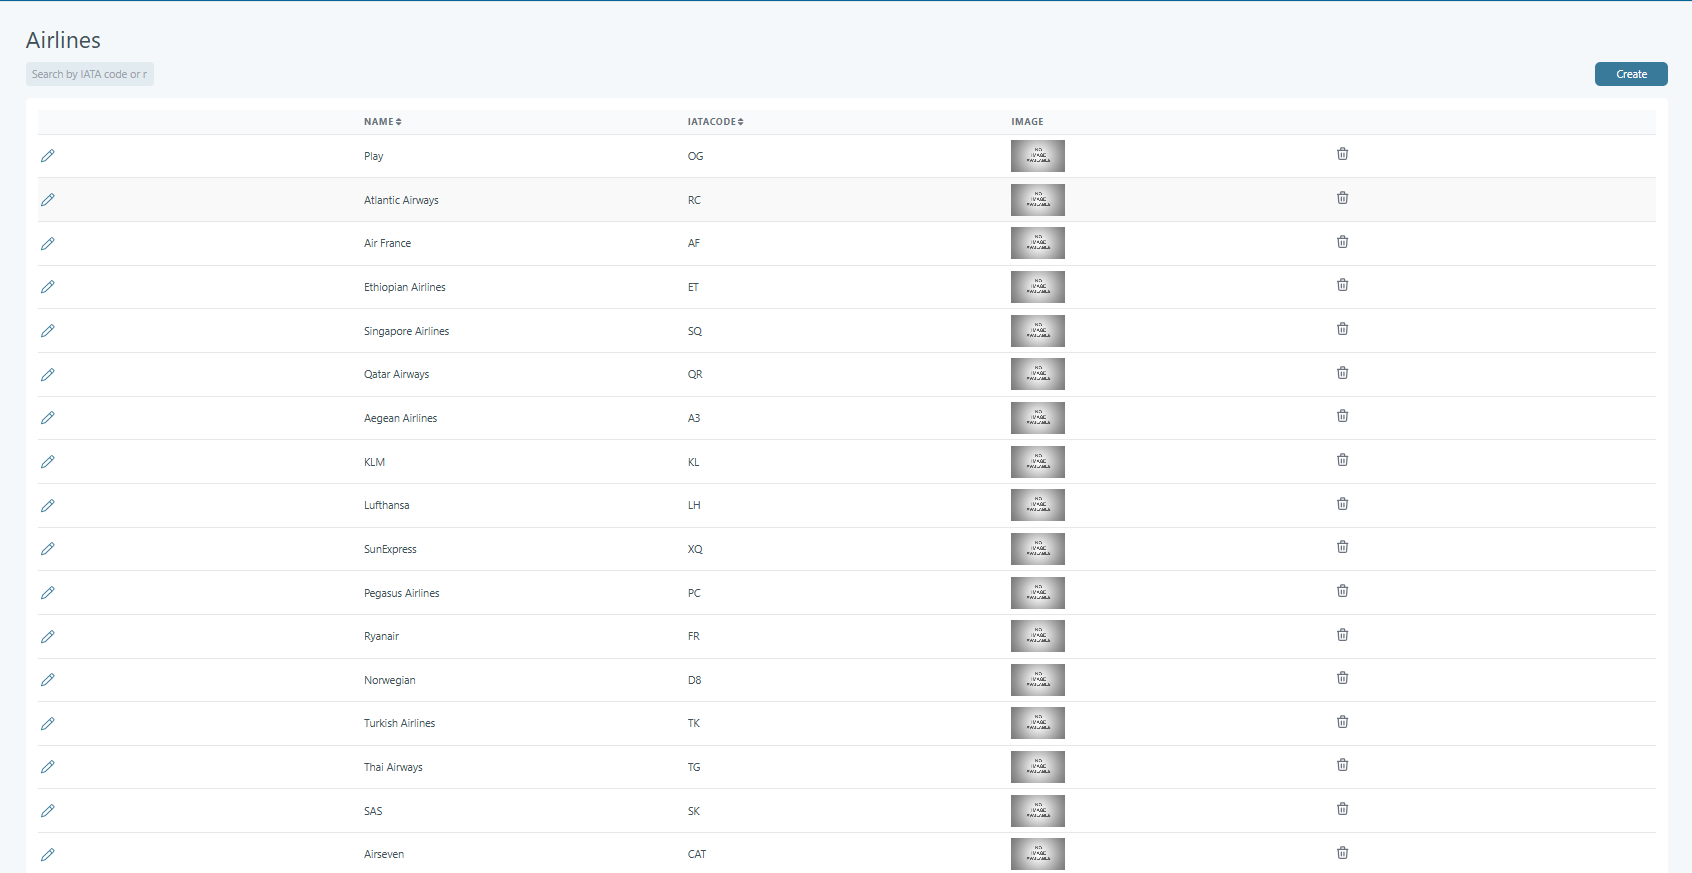 Airlines
Search by IATA code or r
Create
NAME IATACODE IMAGE
Play OG NO IMAGE AVAILABLE
Atlantic Airways RC NO IMAGE AVAILABLE
Air France AF NO IMAGE AVAILABLE
Ethiopian Airlines ET NO IMAGE AVAILABLE
Singapore Airlines SQ NO IMAGE AVAILABLE
Qatar Airways QR NO IMAGE AVAILABLE
Aegean Airlines A3 NO IMAGE AVAILABLE
KLM KL NO IMAGE AVAILABLE
Lufthansa LH NO IMAGE AVAILABLE
SunExpress XQ NO IMAGE AVAILABLE
Pegasus Airlines PC NO IMAGE AVAILABLE
Ryanair FR NO IMAGE AVAILABLE
Norwegian D8 NO IMAGE AVAILABLE
Turkish Airlines TK NO IMAGE AVAILABLE
Thai Airways TG NO IMAGE AVAILABLE
SAS SK NO IMAGE AVAILABLE
Airseven CAT NO IMAGE AVAILABLE